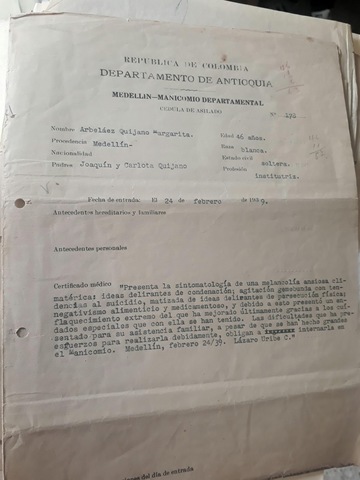 REPUBLICA DE COLOMBIA
DEPARTAMENTO DE ANTIOQUIA
MEDELLIN—MANICOMIO DEPARTAMENTAL
CEDULA DE ASILADO
Nº 178
Nombre Arbeláez Quijano Margarita. Edad 46 años.
Procedencia Medellín- Raza blanca.
Nacionalidad Estado civil soltera.
Padres Joaquín y Carlota Quijano Profesión institutriz.
Fecha de entrada. El 24 de febrero de 1939.
Antecedentes hereditarios y familiares
Antecedentes personales
Certificado médico "Presenta la sintomatología de una melancolía ansiosa cli-
matérica: ideas delirantes de condenación; agitación gemebunda con ten-
dencias al suicidio, matizada de ideas delirantes de persecución física;
negativismo alimenticio y medicamentoso, y debido a esto presentó un en-
flaquecimiento extremo del que ha mejorado últimamente gracias a los cui-
dados especiales que con ella se han tenido. Las dificultades que ha pre-
sentado para su asistencia familiar, a pesar de que se han hecho grandes
esfuerzos para realizarla debidamente, obligan a internarla en
el Manicomio. Medellín, febrero 24/39. Lázaro Uribe C."
del día de entrada